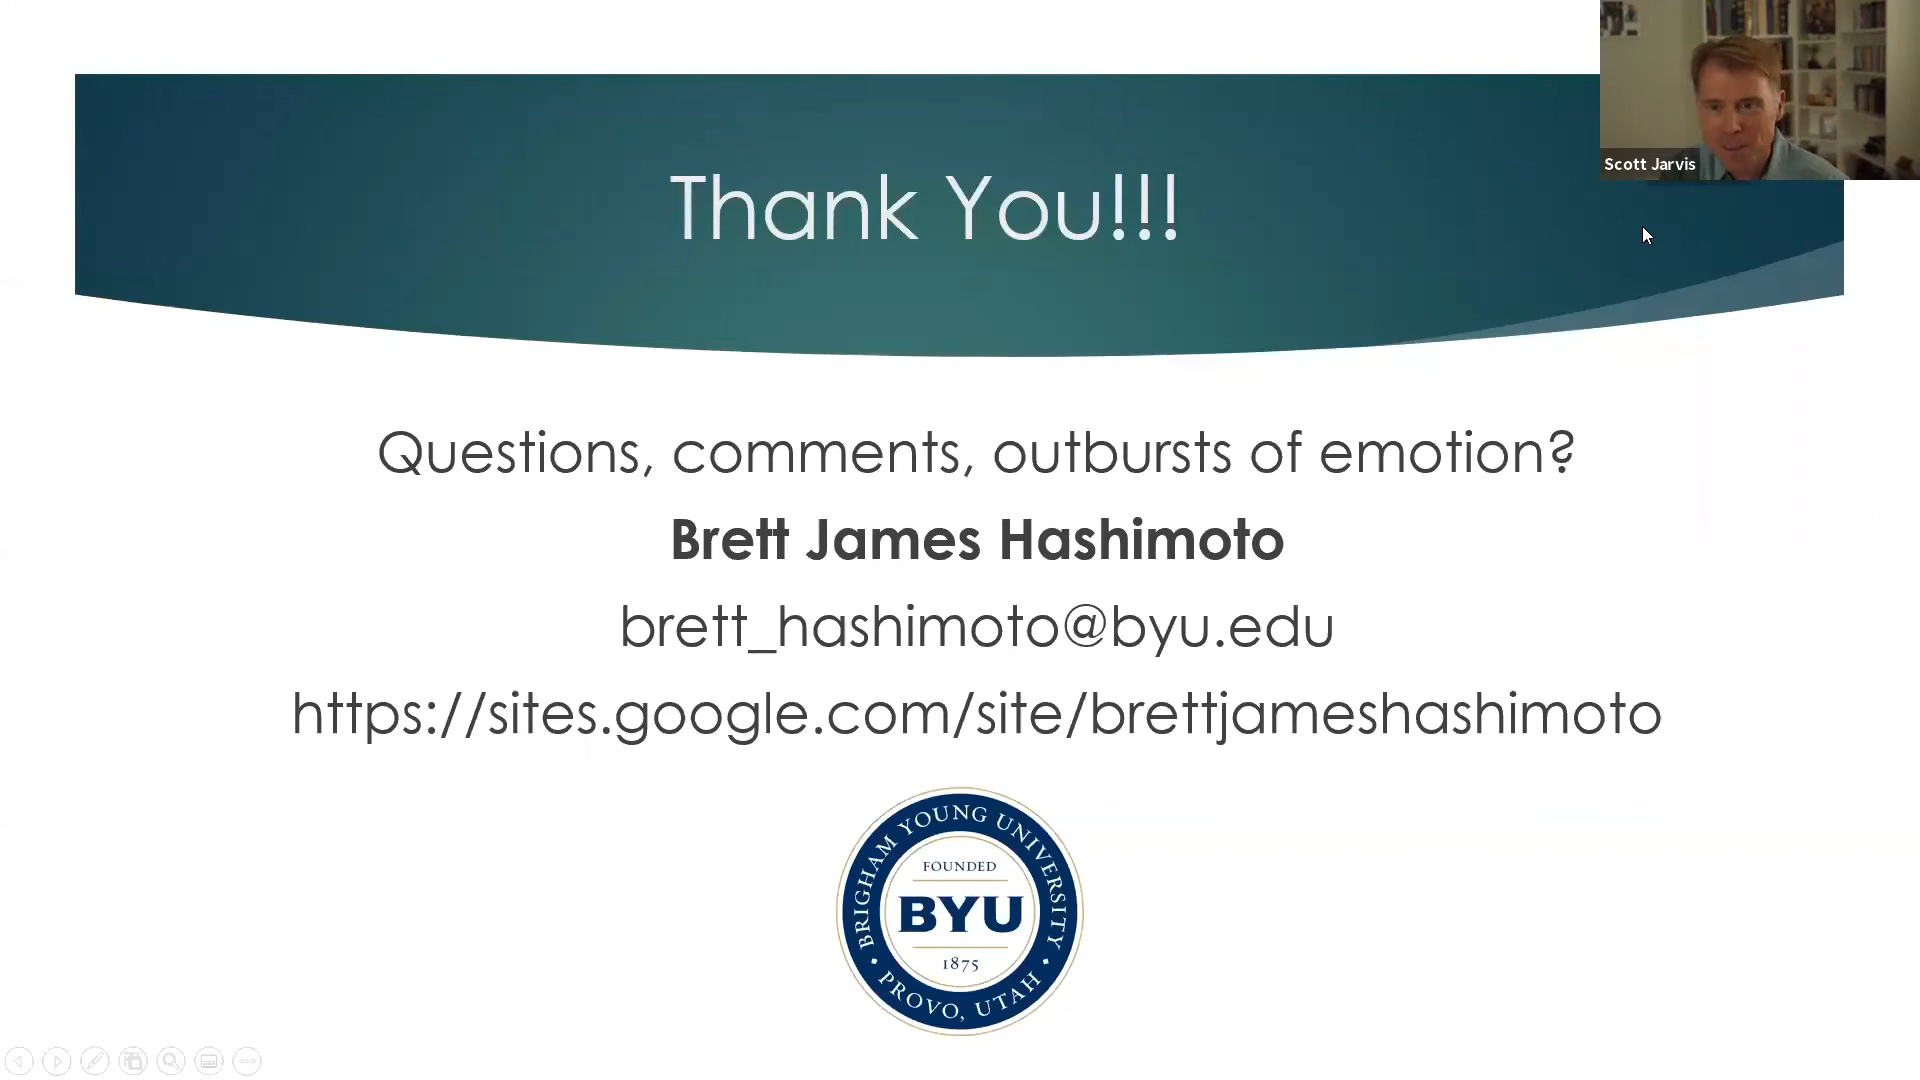 Scott Jarvis
Thank You!!!
Questions, comments, outbursts of emotion?
Brett James Hashimoto
brett_hashimoto@byu.edu
https://sites.google.com/site/brettjameshashimoto
BRIGHAM YOUNG UNIVERSITY
FOUNDED
BYU
1875
PROVO, UTAH